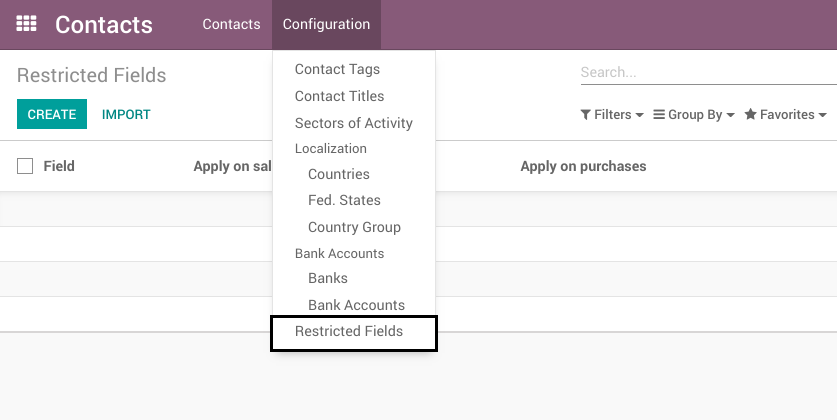 Contacts Contacts Configuration
Restricted Fields
Search...
CREATE IMPORT
Filters Group By Favorites
Field Apply on sal Apply on purchases
Contact Tags
Contact Titles
Sectors of Activity
Localization
Countries
Fed. States
Country Group
Bank Accounts
Banks
Bank Accounts
Restricted Fields